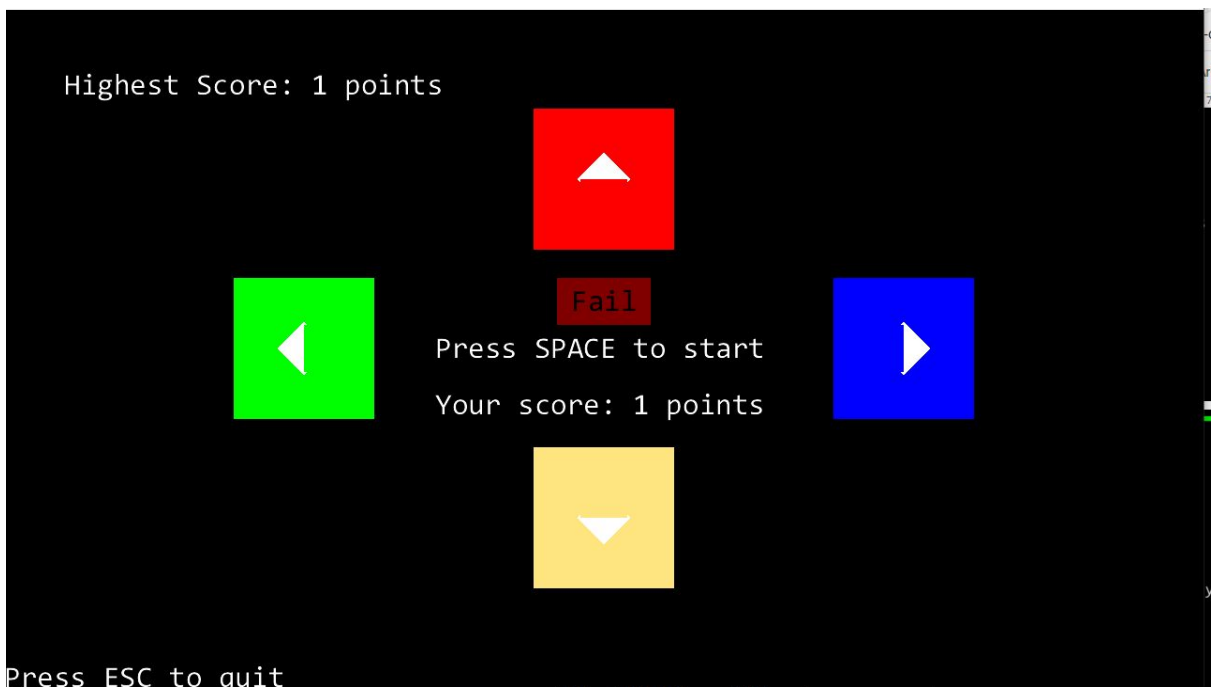 Highest Score: 1 points
Fail
Press SPACE to start
Your score: 1 points
Press ESC to quit